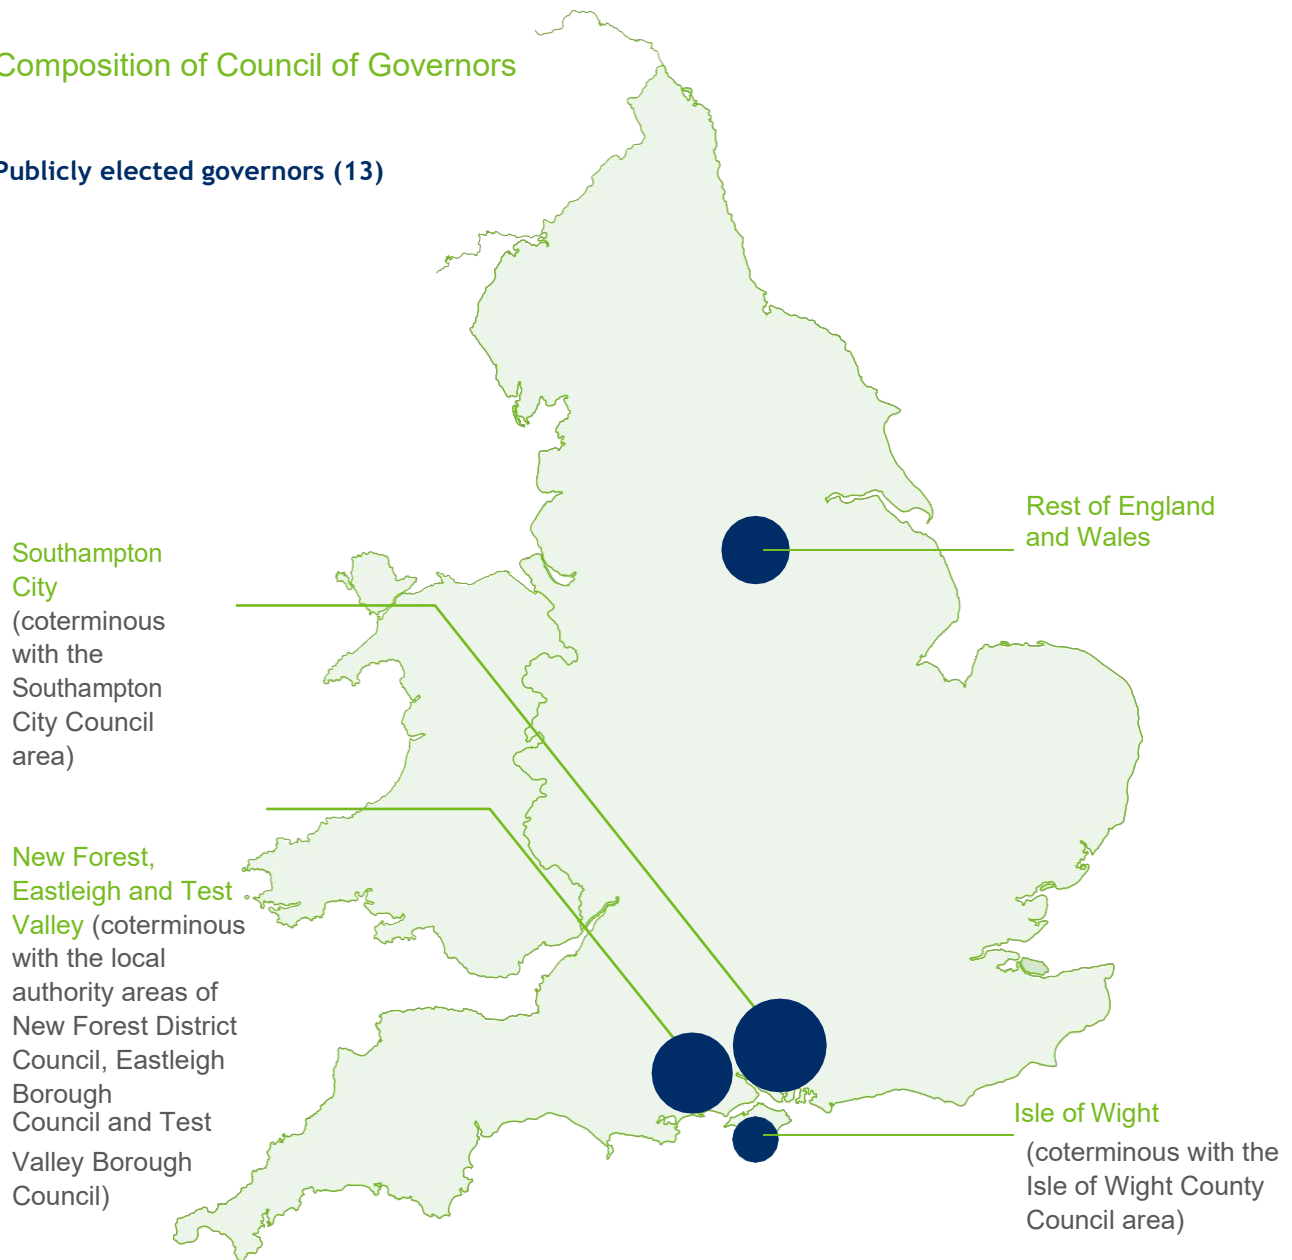 Composition of Council of Governors
Publicly elected governors (13)
Rest of England
and Wales
Southampton
City
(coterminous
with the
Southampton
City Council
area)
New Forest,
Eastleigh and Test
Valley (coterminous
with the local
authority areas of
New Forest District
Council, Eastleigh
Borough
Council and Test
Valley Borough
Council)
Isle of Wight
(coterminous with the
Isle of Wight County
Council area)